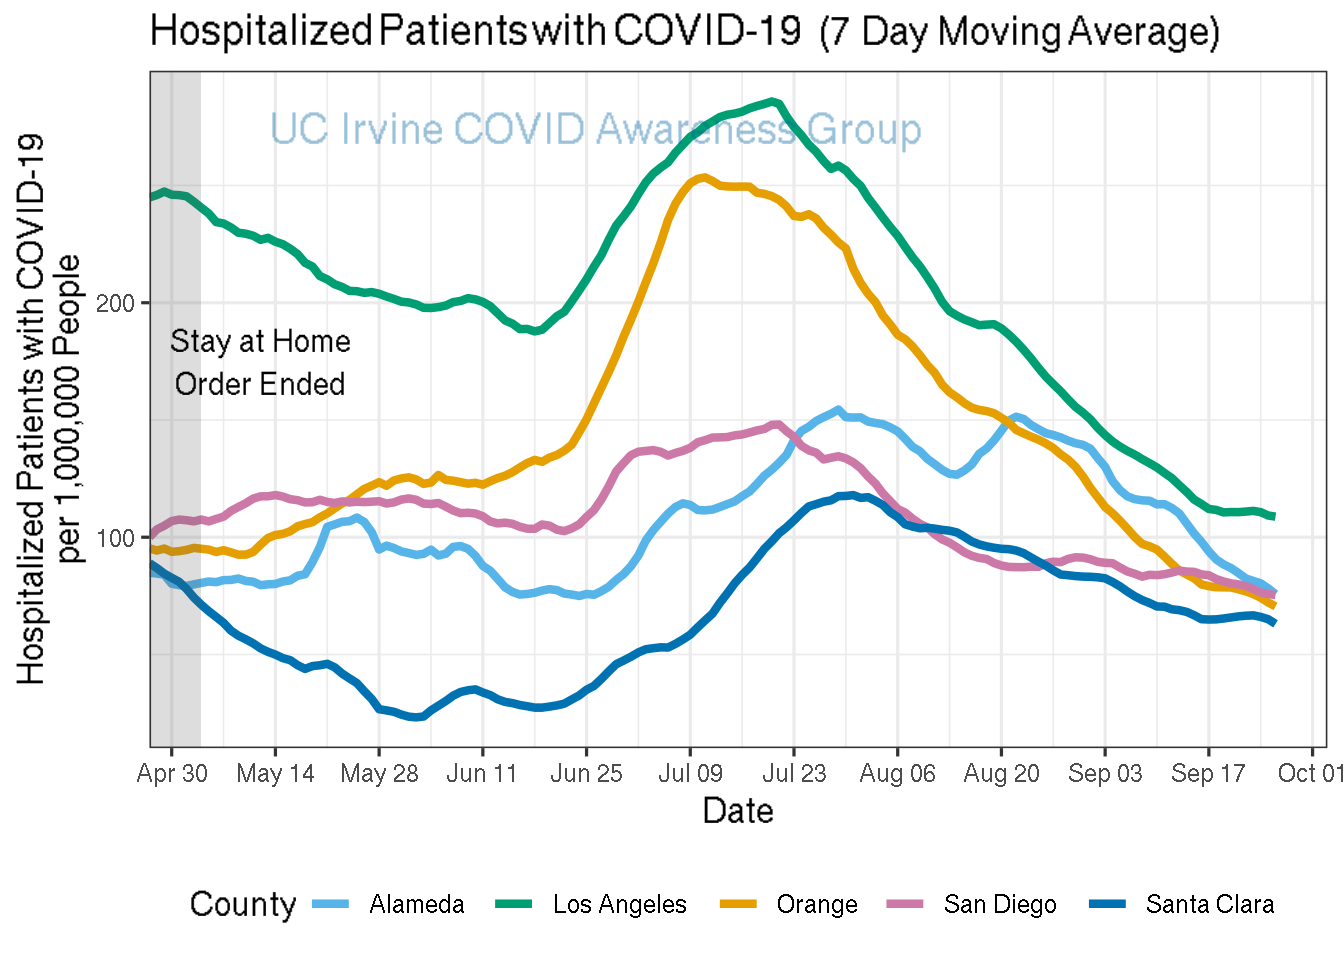 Hospitalized Patients with COVID-19 (7 Day Moving Average)
UC Irvine COVID Awareness Group
Hospitalized Patients with COVID-19
per 1,000,000 People
200
100
Stay at Home
Order Ended
Apr 30 May 14 May 28 Jun 11 Jun 25 Jul 09 Jul 23 Aug 06 Aug 20 Sep 03 Sep 17 Oct 01
Date
County Alameda Los Angeles Orange San Diego Santa Clara